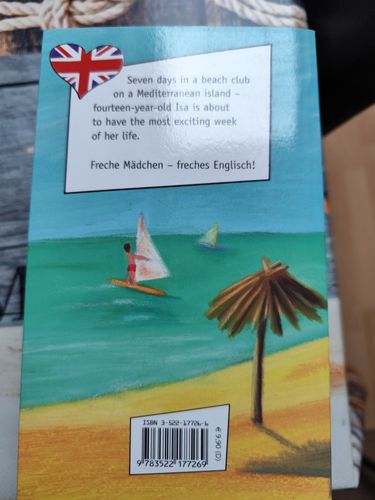 Seven days in a beach club
on a Mediterranean island –
fourteen-year-old Isa is about
to have the most exciting week
of her life.
Freche Mädchen – freches Englisch!
ISBN 3-522-17726-6
€ 9,90 (D)
9 783522 177269